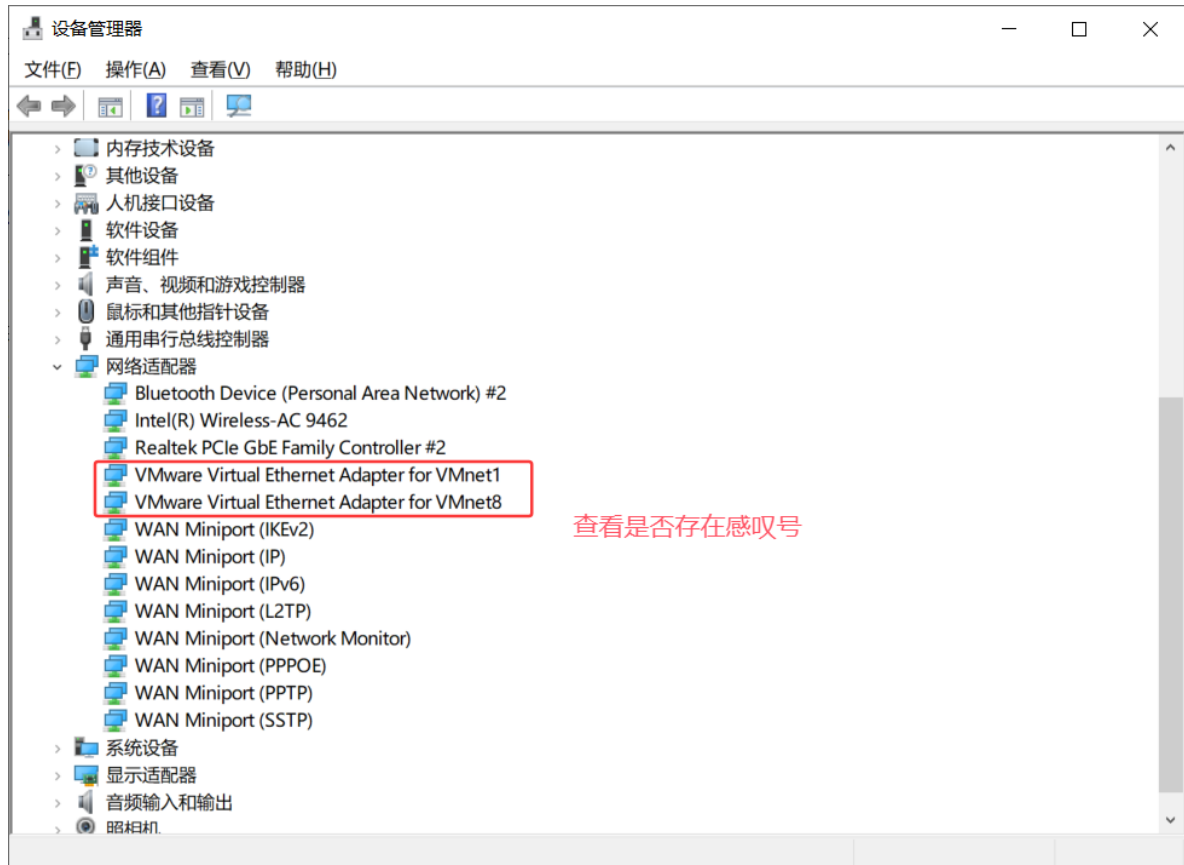 设备管理器
文件(F) 操作(A) 查看(V) 帮助(H)
内存技术设备
其他设备
人机接口设备
软件设备
软件组件
声音、视频和游戏控制器
鼠标和其他指针设备
通用串行总线控制器
网络适配器
Bluetooth Device (Personal Area Network) #2
Intel(R) Wireless-AC 9462
Realtek PCIe GbE Family Controller #2
VMware Virtual Ethernet Adapter for VMnet1
VMware Virtual Ethernet Adapter for VMnet8
WAN Miniport (IKEv2)
查看是否存在感叹号
WAN Miniport (IP)
WAN Miniport (IPv6)
WAN Miniport (L2TP)
WAN Miniport (Network Monitor)
WAN Miniport (PPPOE)
WAN Miniport (PPTP)
WAN Miniport (SSTP)
系统设备
显示适配器
音频输入和输出
照相机